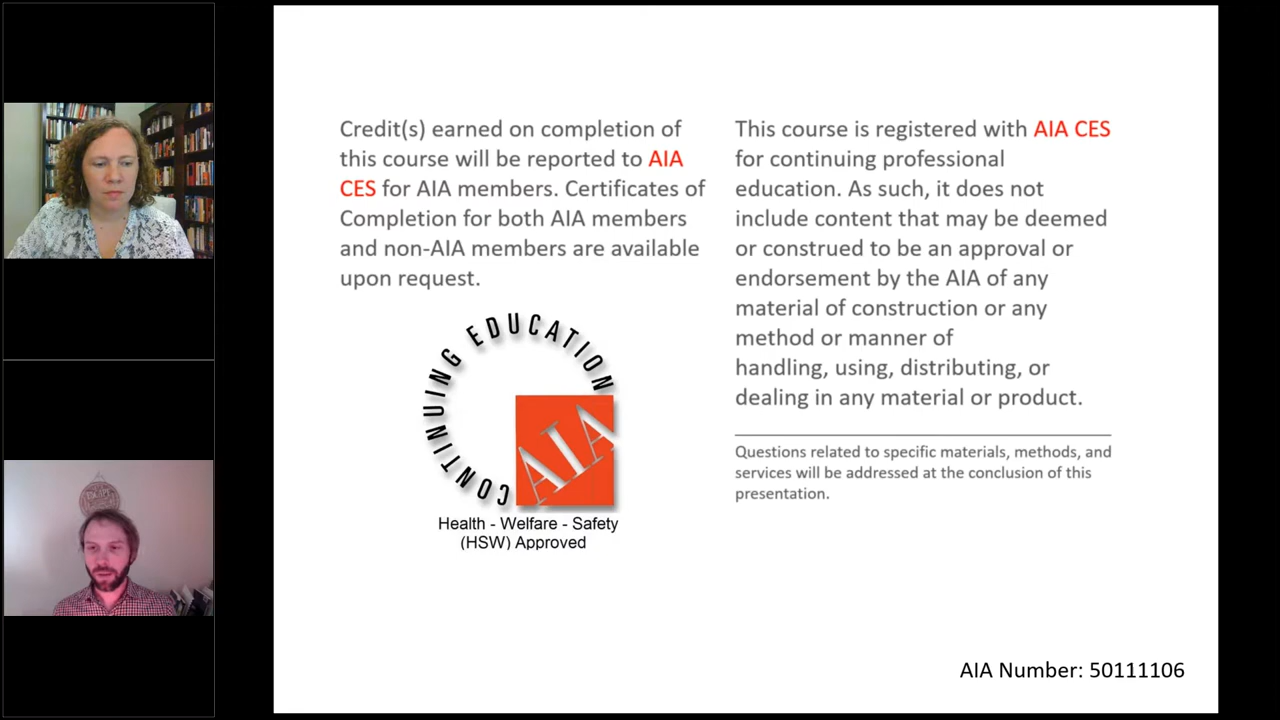 Credit(s) earned on completion of
this course will be reported to AIA
CES for AIA members. Certificates of
Completion for both AIA members
and non-AIA members are available
upon request.
CONTINUING EDUCATION
AIA
Health - Welfare - Safety
(HSW) Approved
This course is registered with AIA CES
for continuing professional
education. As such, it does not
include content that may be deemed
or construed to be an approval or
endorsement by the AIA of any
material of construction or any
method or manner of
handling, using, distributing, or
dealing in any material or product.
Questions related to specific materials, methods, and
services will be addressed at the conclusion of this
presentation.
AIA Number: 50111106